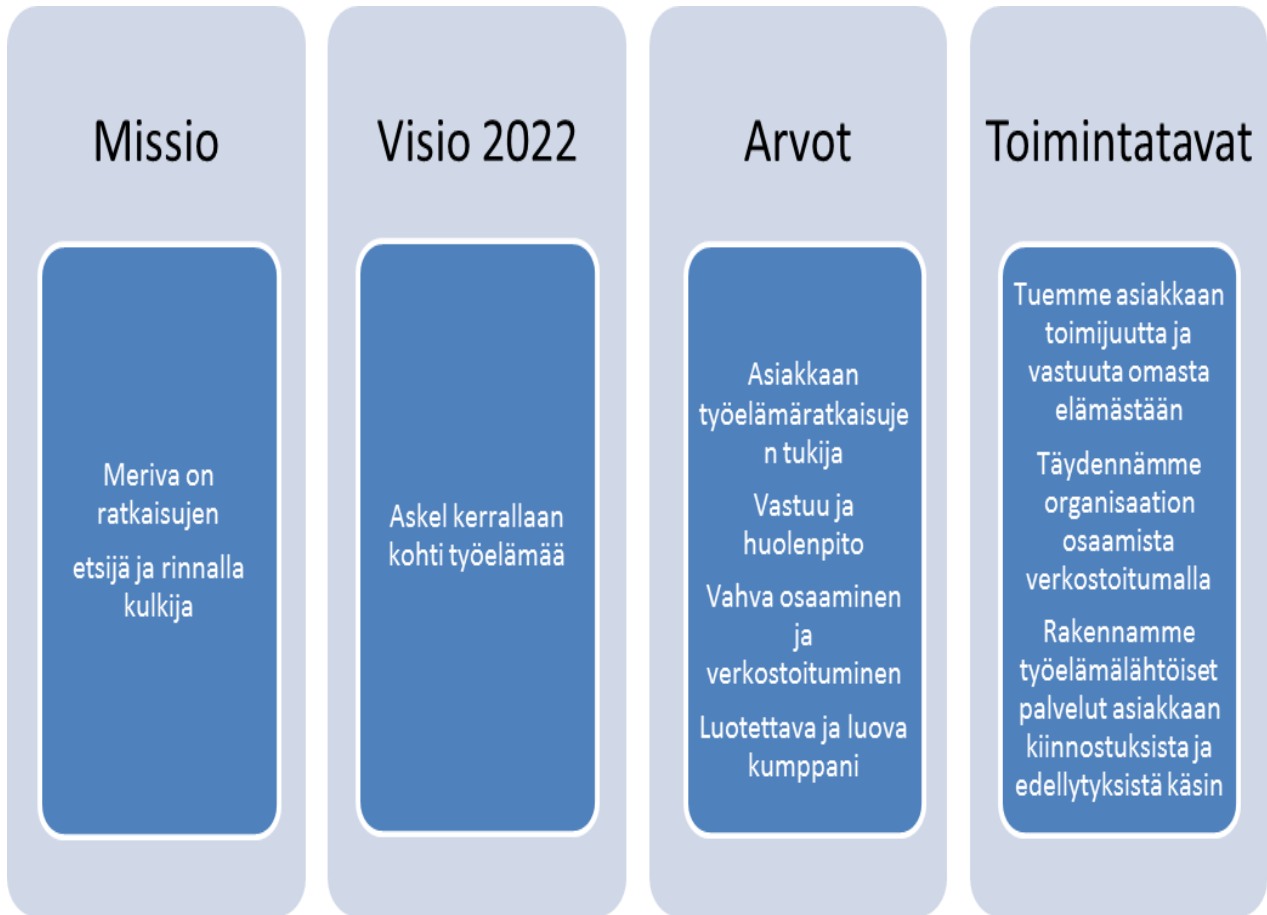 Missio
Meriva on
ratkaisujen
etsijä ja rinnalla
kulkija
Visio 2022
Askel kerrallaan
kohti työelämää
Arvot
Asiakkaan
työelämäratkaisuje
n tukija
Vastuu ja
huolenpito
Vahva osaaminen
ja
verkostoituminen
Luotettava ja luova
kumppani
Toimintatavat
Tuemme asiakkaan
toimijuutta ja
vastuuta omasta
elämästään
Täydennämme
organisaation
osaamista
verkostoitumalla
Rakennamme
työelämälähtöiset
palvelut asiakkaan
kiinnostuksista ja
edellytyksistä käsin